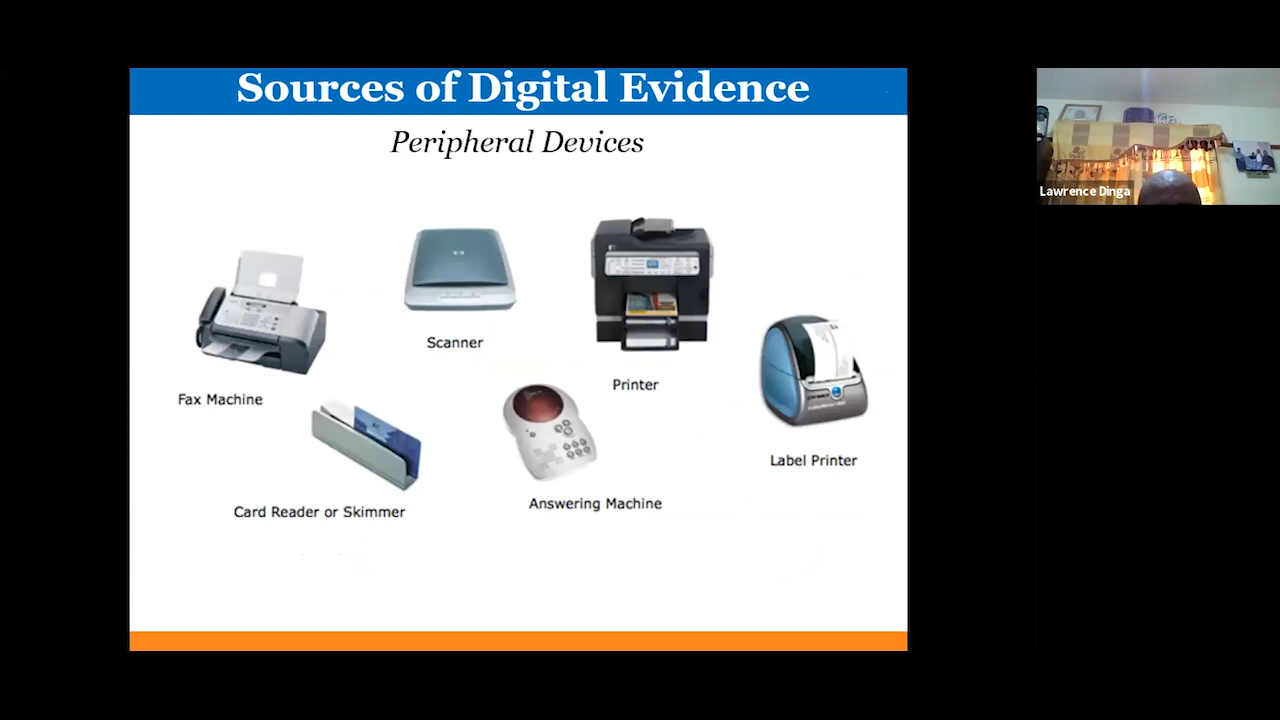 Sources of Digital Evidence
Peripheral Devices
Scanner
Printer
Fax Machine
Label Printer
Card Reader or Skimmer
Answering Machine
Lawrence Dinga